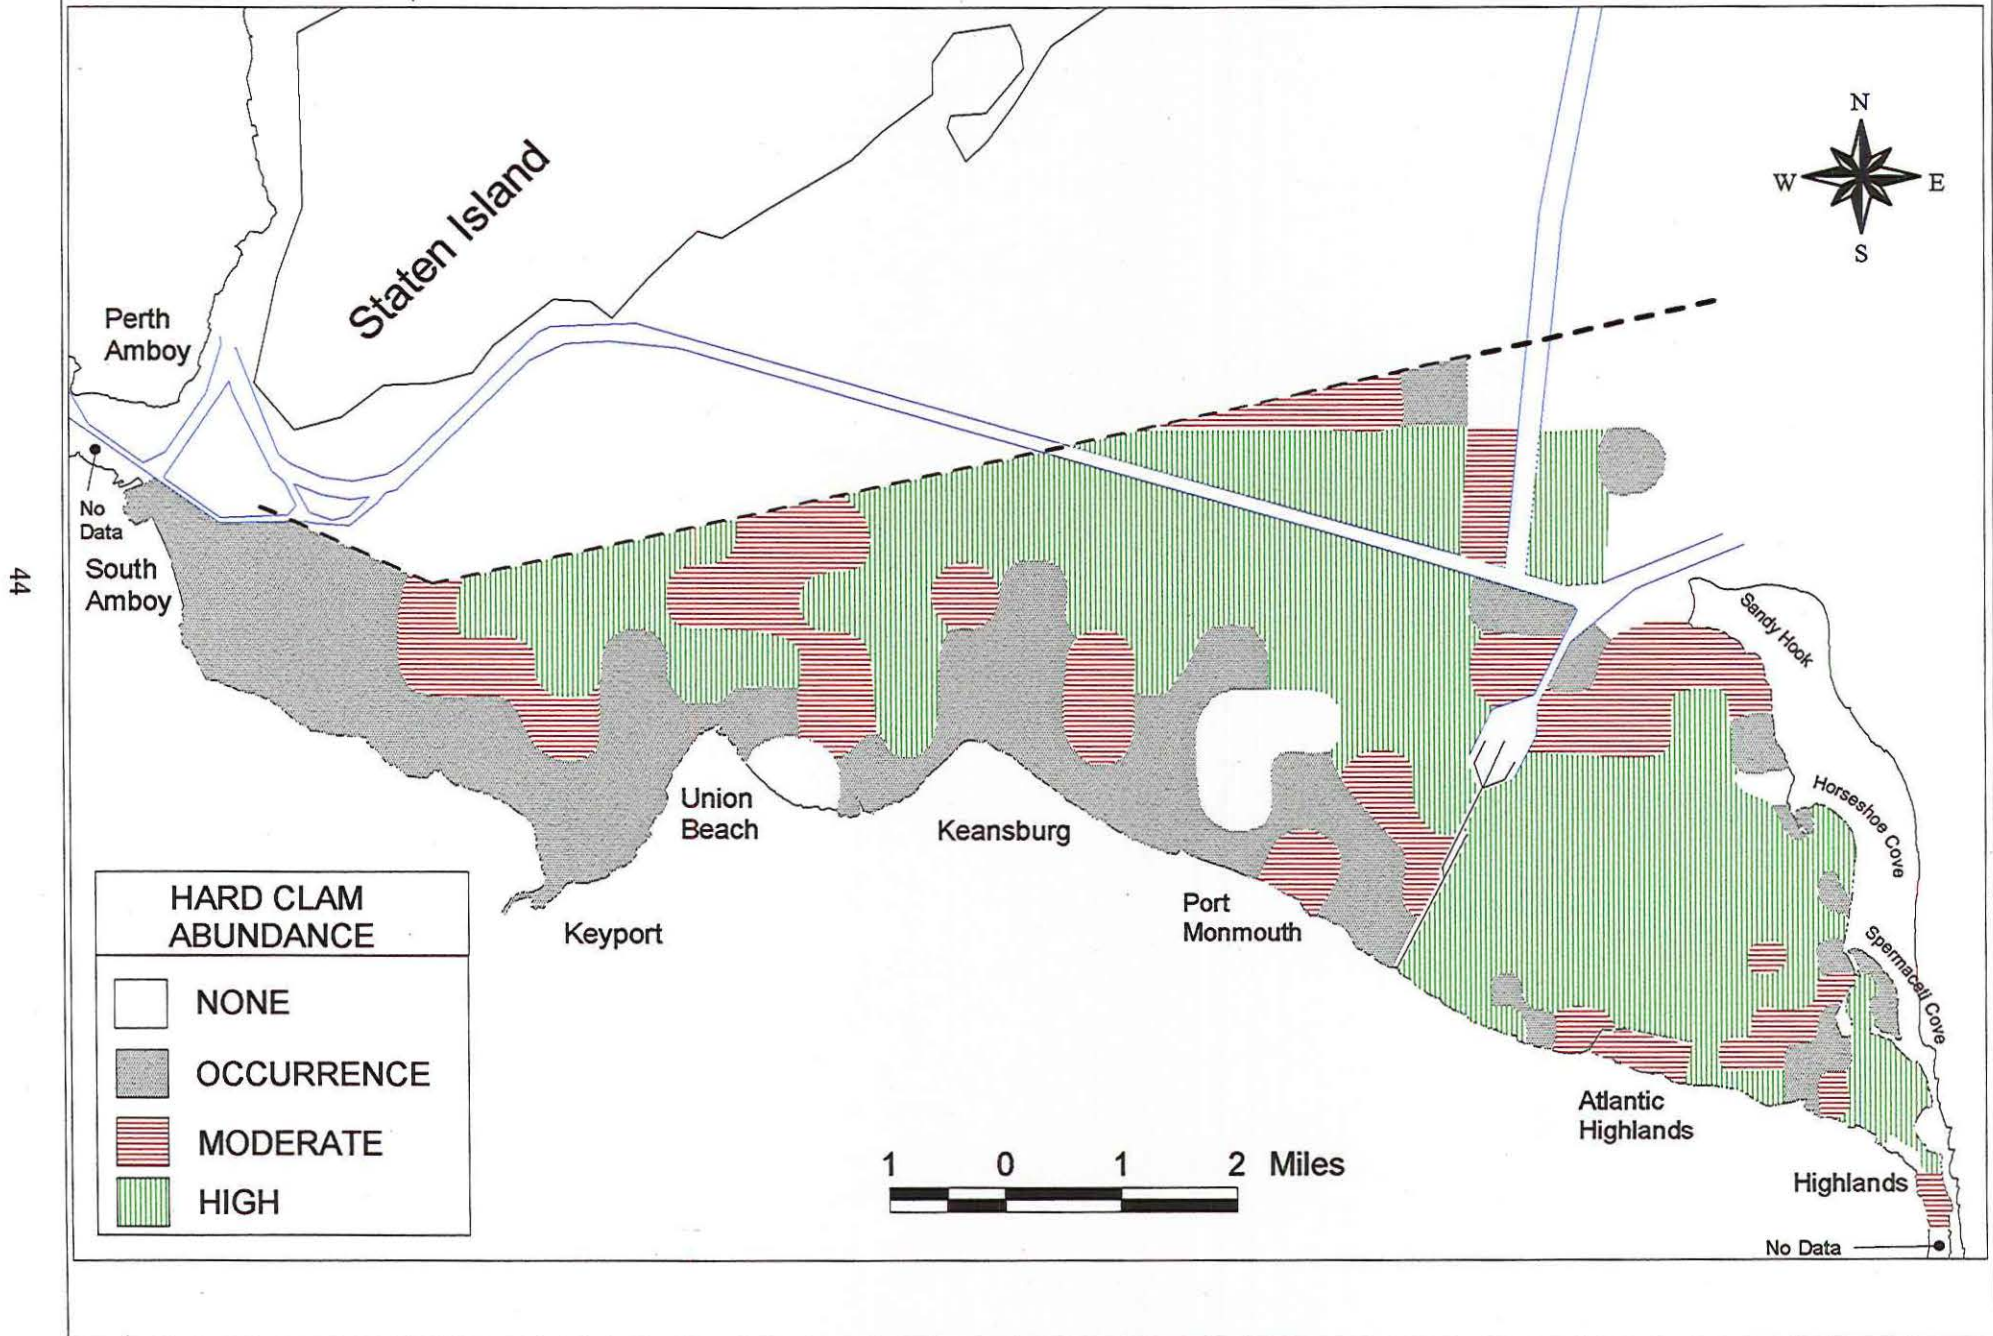 N
W
E
S
Staten Island
Perth
Amboy
No
Data
South
Amboy
44
Sandy Hook
Horseshoe Cove
Union
Beach
Keansburg
Port
Monmouth
Keyport
Spermaceti Cove
HARD CLAM
ABUNDANCE
NONE
OCCURRENCE
MODERATE
HIGH
Atlantic
Highlands
1 0 1 2 Miles
Highlands
No Data